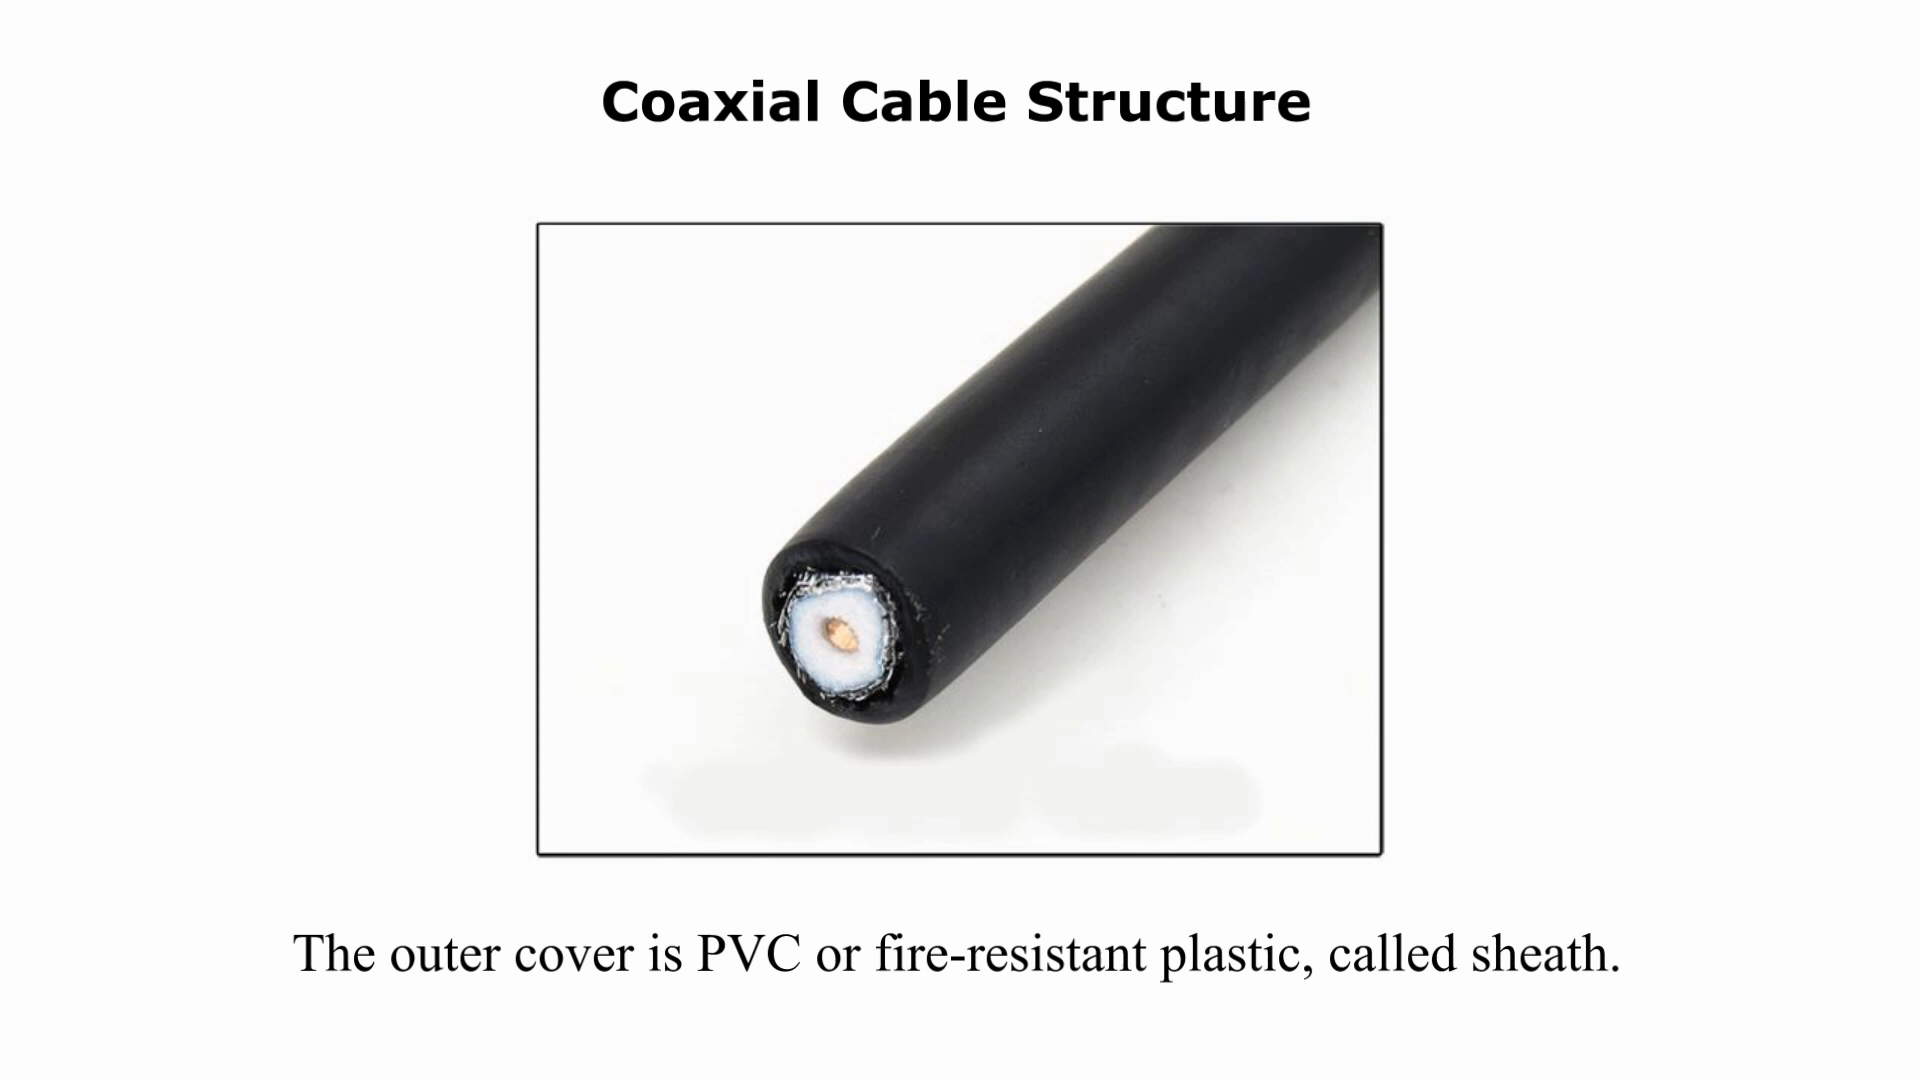 Coaxial Cable Structure
The outer cover is PVC or fire-resistant plastic, called sheath.